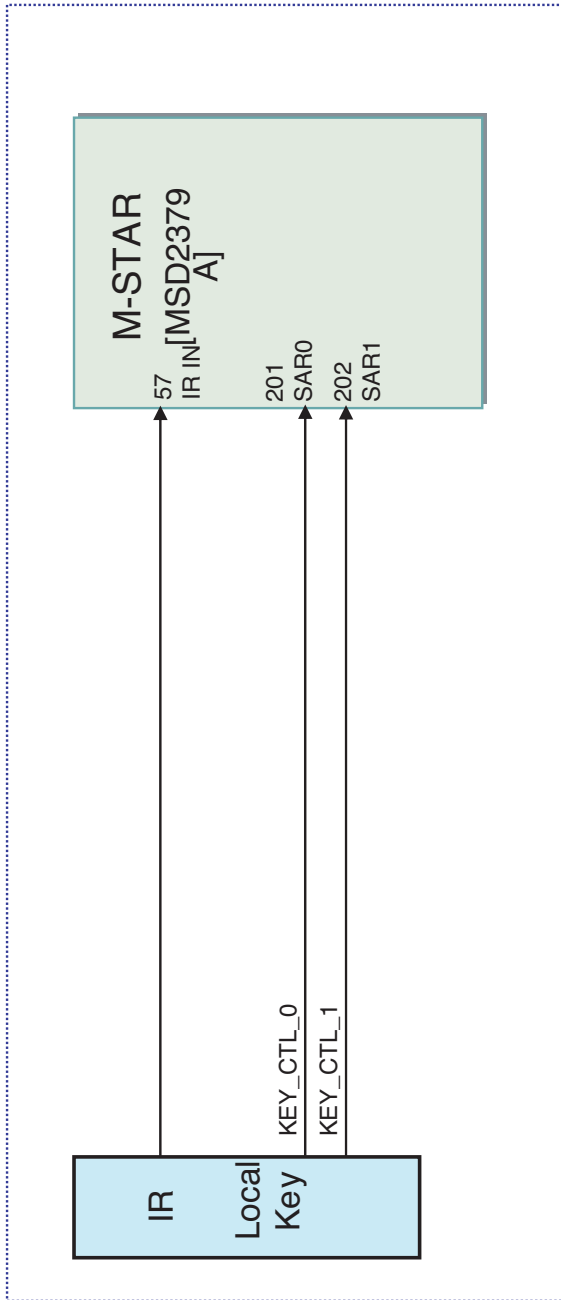 M-STAR
[MSD2379
A]
57
IR IN
201
SAR0
202
SAR1
KEY_CTL_0
KEY_CTL_1
IR
Local
Key